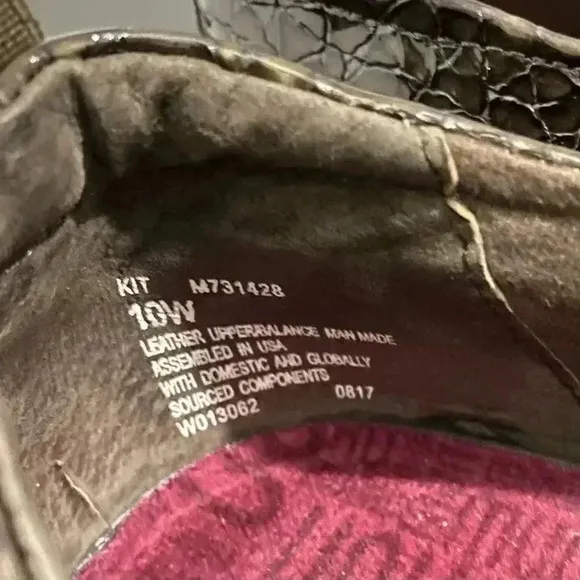 KIT M731428
10W
LEATHER UPPER/BALANCE MAN MADE
ASSEMBLED IN USA
WITH DOMESTIC AND GLOBALLY
SOURCED COMPONENTS
W013062 0817